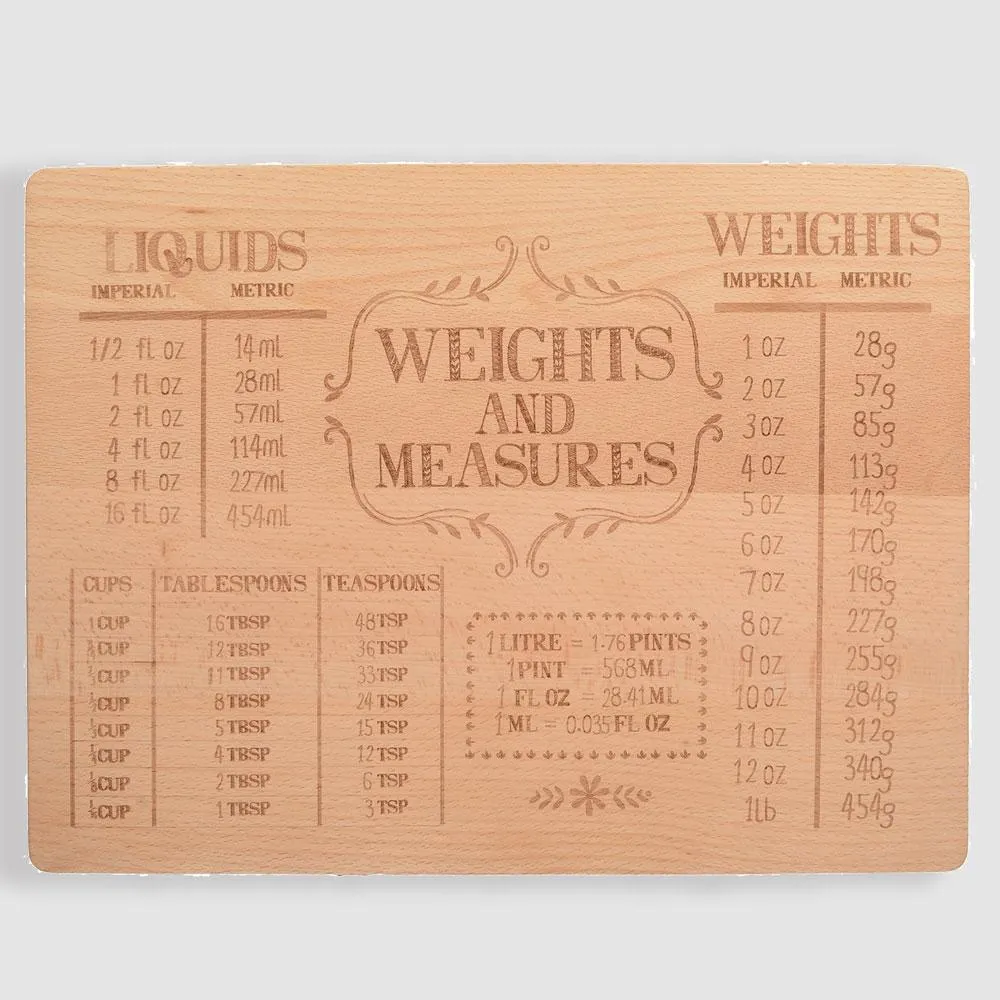 LIQUIDS
IMPERIAL METRIC
1/2 fl oz 14ml
1 fl oz 28ml
2 fl oz 57ml
4 fl oz 114ml
8 fl oz 227ml
16 fl oz 454ml
WEIGHTS
AND
MEASURES
WEIGHTS
IMPERIAL METRIC
1 oz 28g
2 oz 57g
3 oz 85g
4 oz 113g
5 oz 142g
6 oz 170g
7 oz 198g
8 oz 227g
9 oz 255g
10 oz 284g
11 oz 312g
12 oz 340g
1lb 454g
CUPS TABLESPOONS TEASPOONS
1 CUP 16 TBSP 48 TSP
CUP 12 TBSP 36 TSP
CUP 11 TBSP 33 TSP
CUP 8 TBSP 24 TSP
CUP 5 TBSP 15 TSP
CUP 4 TBSP 12 TSP
CUP 2 TBSP 6 TSP
CUP 1 TBSP 3 TSP
1 LITRE = 1·76 PINTS
1 PINT = 568ML
1 FL OZ = 28.41ML
1 ML = 0.035 FL OZ